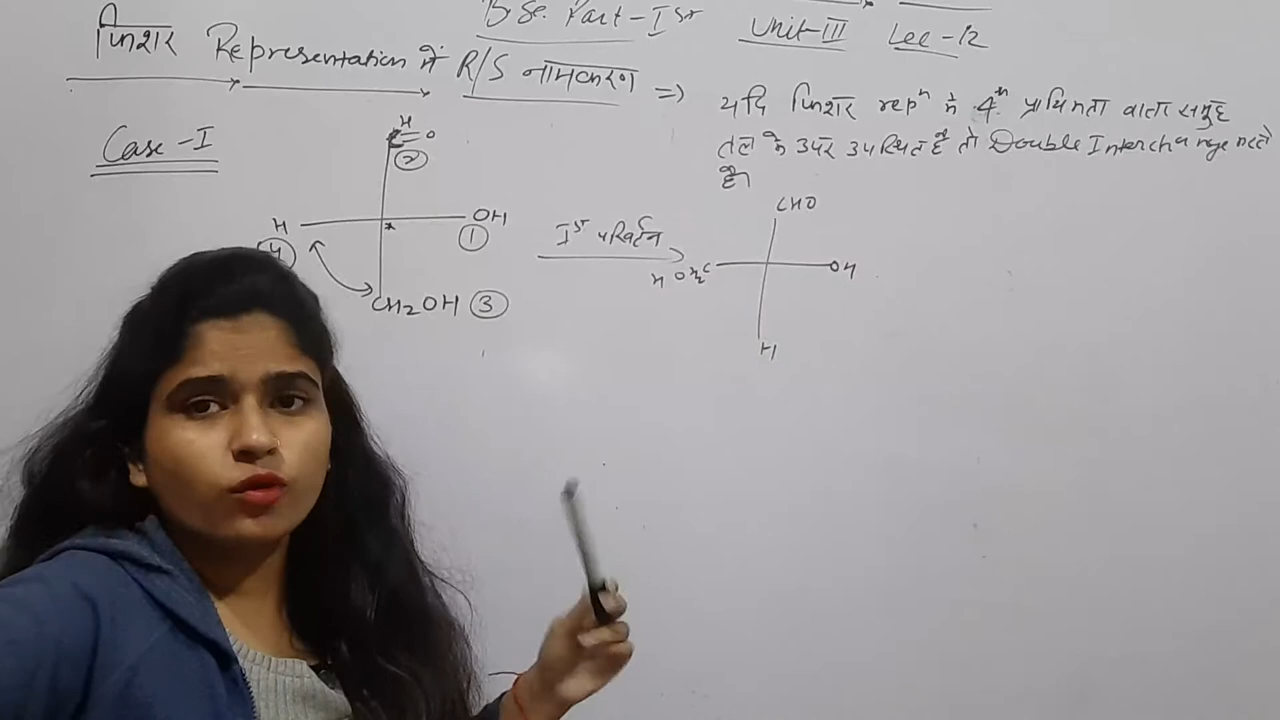 B.Sc. Part-Ist Unit-III Lec-12
फिशर Representation में R/S नामकरण =>
यदि फिशर repn में 4th प्राथमिकता वाला समूह
तल के उपर उपस्थित है तो Double Interchange करते
है।
Case-I
H
C=O
②
H * OH
④ ①
CH2OH ③
Ist परिवर्तन
CHO
HOH2C OH
H